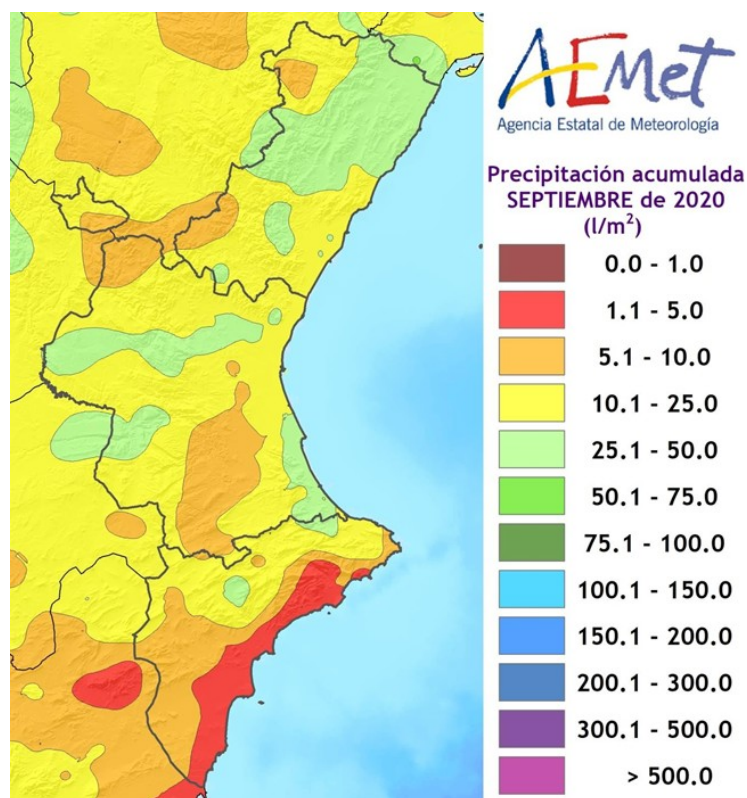 AEMet
Agencia Estatal de Meteorología
Precipitación acumulada
SEPTIEMBRE de 2020
(l/m²)
0.0 - 1.0
1.1 - 5.0
5.1 - 10.0
10.1 - 25.0
25.1 - 50.0
50.1 - 75.0
75.1 - 100.0
100.1 - 150.0
150.1 - 200.0
200.1 - 300.0
300.1 - 500.0
> 500.0